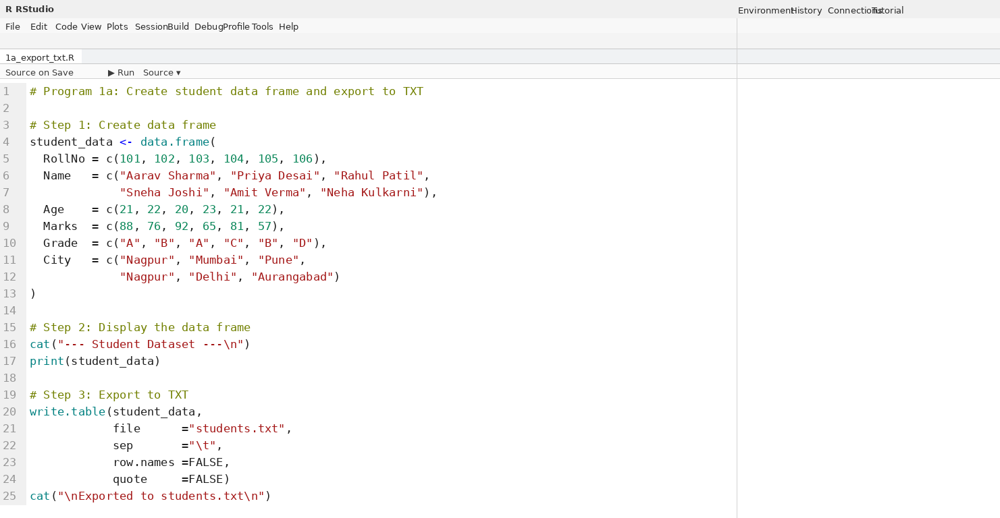 R RStudio
Environment History Connections Tutorial
File Edit Code View Plots Session Build Debug Profile Tools Help
1a_export_txt.R
Source on Save ▶ Run Source ▾
1 # Program 1a: Create student data frame and export to TXT
2
3 # Step 1: Create data frame
4 student_data <- data.frame(
5   RollNo = c(101, 102, 103, 104, 105, 106),
6   Name   = c("Aarav Sharma", "Priya Desai", "Rahul Patil",
7              "Sneha Joshi", "Amit Verma", "Neha Kulkarni"),
8   Age    = c(21, 22, 20, 23, 21, 22),
9   Marks  = c(88, 76, 92, 65, 81, 57),
10   Grade  = c("A", "B", "A", "C", "B", "D"),
11   City   = c("Nagpur", "Mumbai", "Pune",
12              "Nagpur", "Delhi", "Aurangabad")
13 )
14
15 # Step 2: Display the data frame
16 cat("--- Student Dataset ---\n")
17 print(student_data)
18
19 # Step 3: Export to TXT
20 write.table(student_data,
21             file      ="students.txt",
22             sep       ="\t",
23             row.names =FALSE,
24             quote     =FALSE)
25 cat("\nExported to students.txt\n")